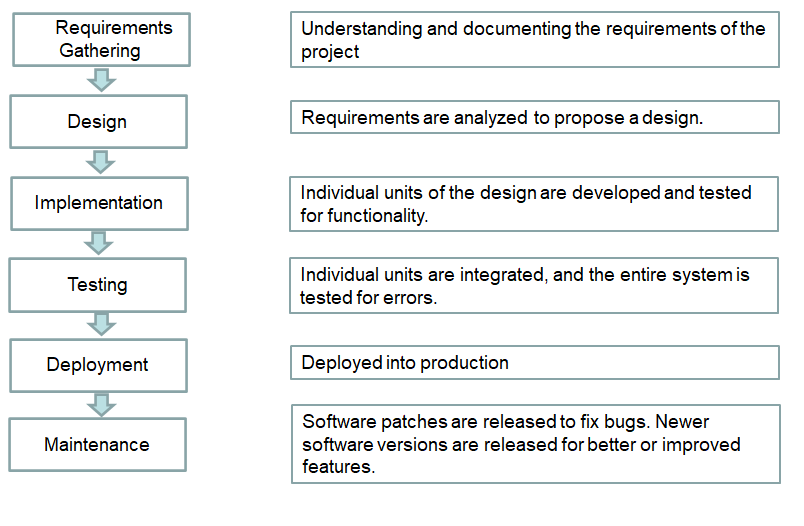 Requirements
Gathering
Understanding and documenting the requirements of the
project
Design
Requirements are analyzed to propose a design.
Implementation
Individual units of the design are developed and tested
for functionality.
Testing
Individual units are integrated, and the entire system is
tested for errors.
Deployment
Deployed into production
Maintenance
Software patches are released to fix bugs. Newer
software versions are released for better or improved
features.